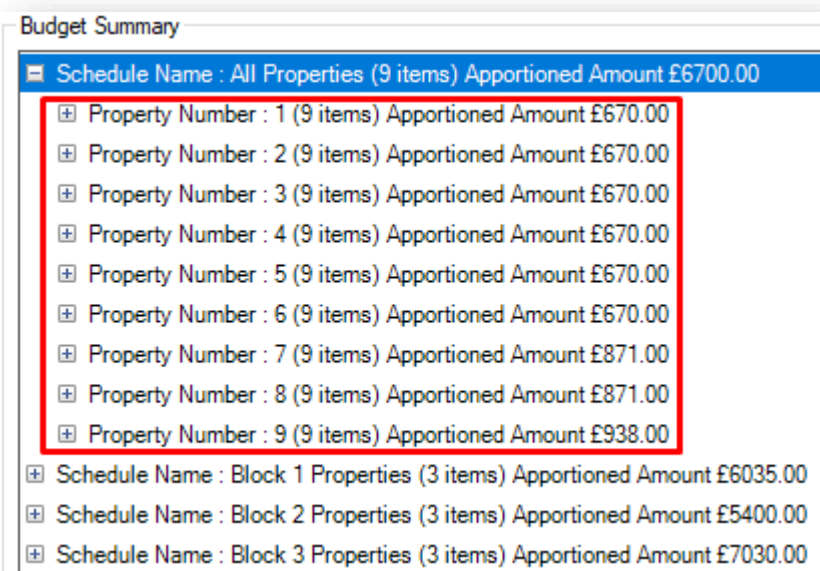 Budget Summary
Schedule Name : All Properties (9 items) Apportioned Amount £6700.00
Property Number : 1 (9 items) Apportioned Amount £670.00
Property Number : 2 (9 items) Apportioned Amount £670.00
Property Number : 3 (9 items) Apportioned Amount £670.00
Property Number : 4 (9 items) Apportioned Amount £670.00
Property Number : 5 (9 items) Apportioned Amount £670.00
Property Number : 6 (9 items) Apportioned Amount £670.00
Property Number : 7 (9 items) Apportioned Amount £871.00
Property Number : 8 (9 items) Apportioned Amount £871.00
Property Number : 9 (9 items) Apportioned Amount £938.00
Schedule Name : Block 1 Properties (3 items) Apportioned Amount £6035.00
Schedule Name : Block 2 Properties (3 items) Apportioned Amount £5400.00
Schedule Name : Block 3 Properties (3 items) Apportioned Amount £7030.00